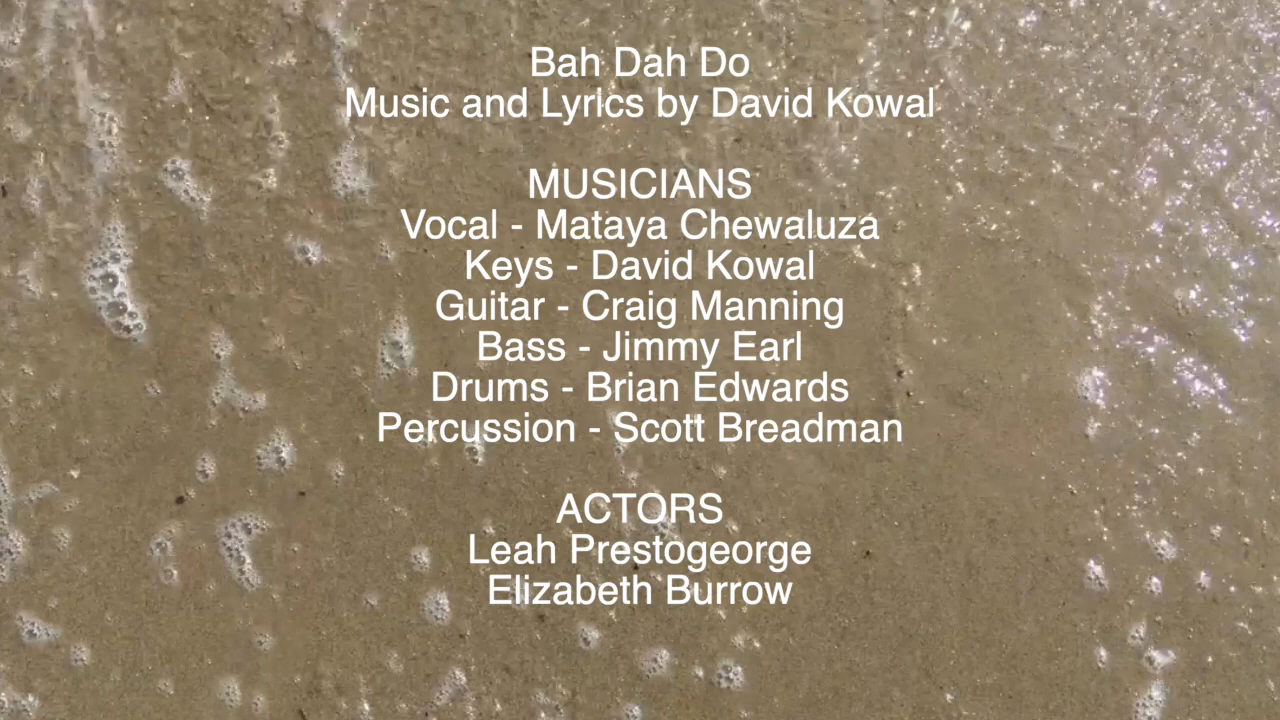 Bah Dah Do
Music and Lyrics by David Kowal
MUSICIANS
Vocal - Mataya Chewaluza
Keys - David Kowal
Guitar - Craig Manning
Bass - Jimmy Earl
Drums - Brian Edwards
Percussion - Scott Breadman
ACTORS
Leah Prestogeorge
Elizabeth Burrow